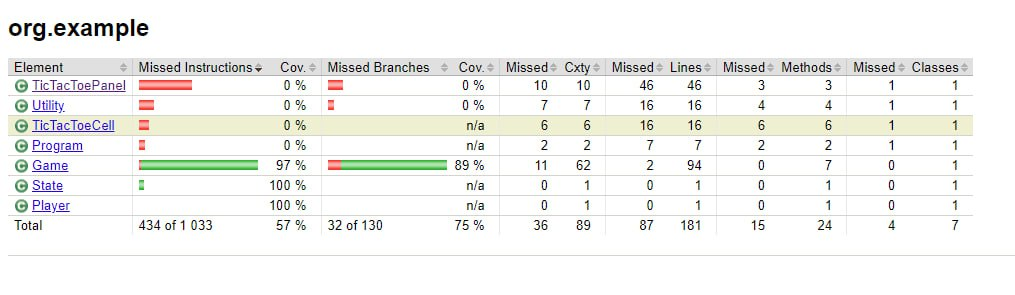 org.example
Element Missed Instructions Cov. Missed Branches Cov. Missed Cxty Missed Lines Missed Methods Missed Classes
C TicTacToePanel 0 % 0 % 10 10 46 46 3 3 1 1
C Utility 0 % 0 % 7 7 16 16 4 4 1 1
C TicTacToeCell 0 % n/a 6 6 16 16 6 6 1 1
C Program 0 % n/a 2 2 7 7 2 2 1 1
C Game 97 % 89 % 11 62 2 94 0 7 0 1
C State 100 % n/a 0 1 0 1 0 1 0 1
C Player 100 % n/a 0 1 0 1 0 1 0 1
Total 434 of 1 033 57 % 32 of 130 75 % 36 89 87 181 15 24 4 7